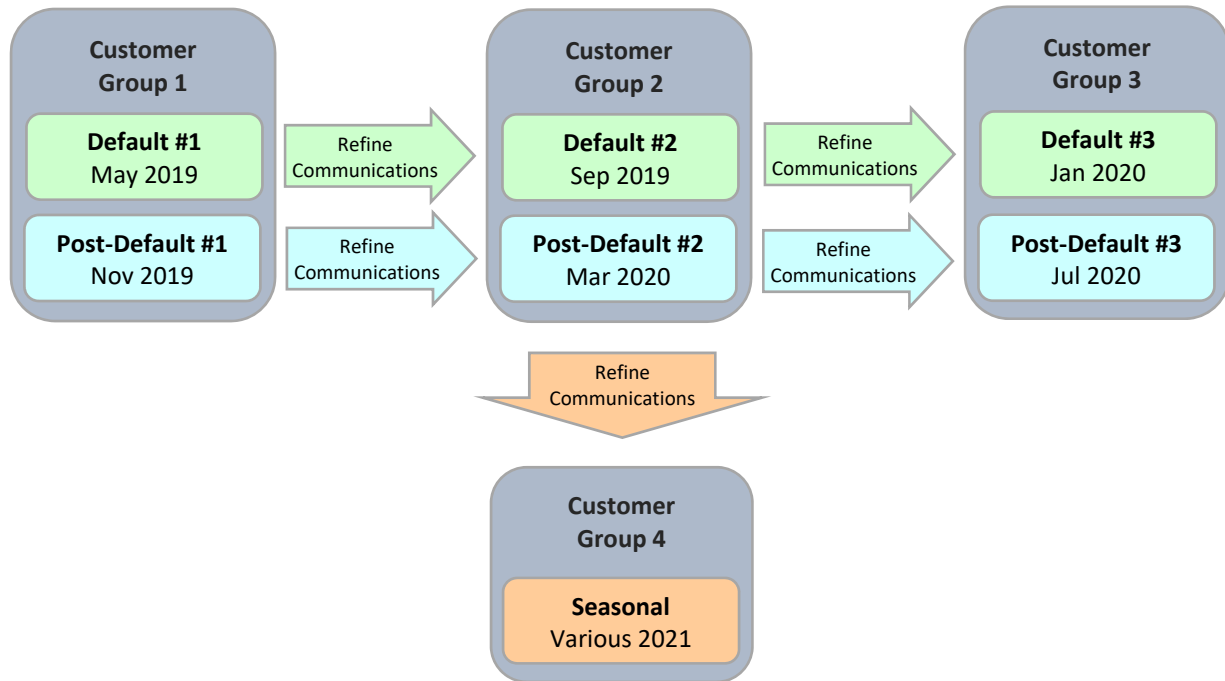 Customer
Group 1
Default #1
May 2019
Post-Default #1
Nov 2019
Refine
Communications
Refine
Communications
Customer
Group 2
Default #2
Sep 2019
Post-Default #2
Mar 2020
Refine
Communications
Refine
Communications
Customer
Group 3
Default #3
Jan 2020
Post-Default #3
Jul 2020
Refine
Communications
Customer
Group 4
Seasonal
Various 2021